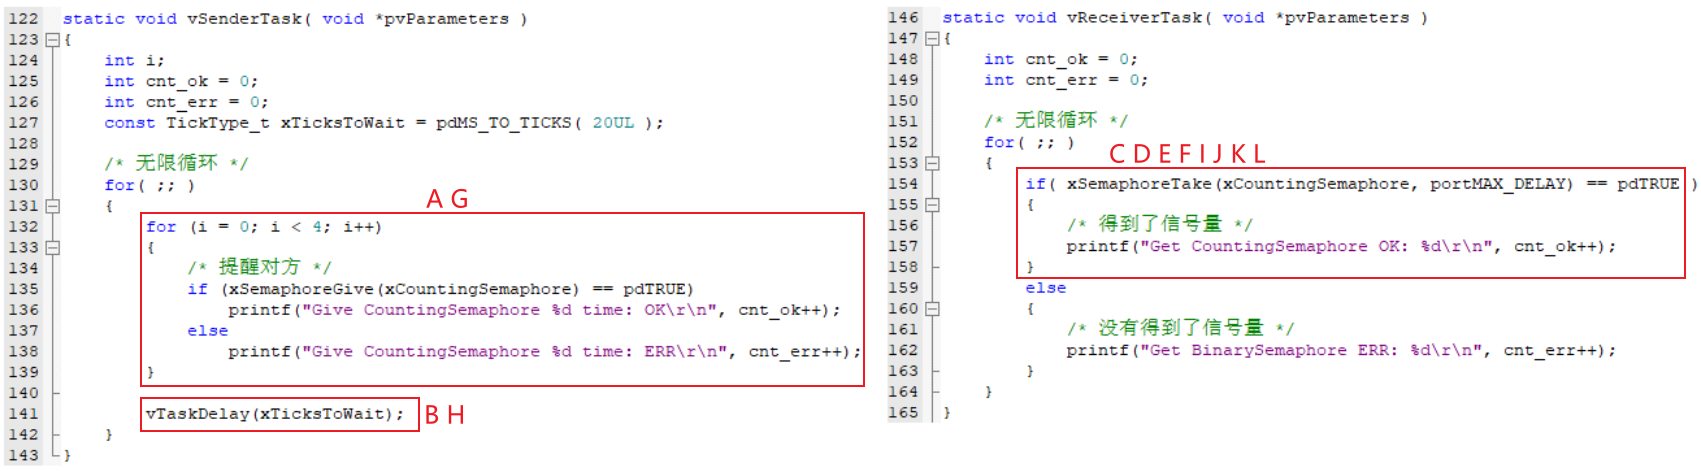 122 static void vSenderTask( void *pvParameters )
123 {
124 int i;
125 int cnt_ok = 0;
126 int cnt_err = 0;
127 const TickType_t xTicksToWait = pdMS_TO_TICKS( 20UL );
128
129 /* 无限循环 */
130 for( ;; )
131 {
A G
132 for (i = 0; i < 4; i++)
133 {
134 /* 提醒对方 */
135 if (xSemaphoreGive(xCountingSemaphore) == pdTRUE)
136 printf("Give CountingSemaphore %d time: OK\r\n", cnt_ok++);
137 else
138 printf("Give CountingSemaphore %d time: ERR\r\n", cnt_err++);
139 }
140
141 vTaskDelay(xTicksToWait);
B H
142 }
143 }
146 static void vReceiverTask( void *pvParameters )
147 {
148 int cnt_ok = 0;
149 int cnt_err = 0;
150
151 /* 无限循环 */
152 for( ;; )
153 {
C D E F I J K L
154 if( xSemaphoreTake(xCountingSemaphore, portMAX_DELAY) == pdTRUE )
155 {
156 /* 得到了信号量 */
157 printf("Get CountingSemaphore OK: %d\r\n", cnt_ok++);
158 }
159 else
160 {
161 /* 没有得到了信号量 */
162 printf("Get BinarySemaphore ERR: %d\r\n", cnt_err++);
163 }
164 }
165 }